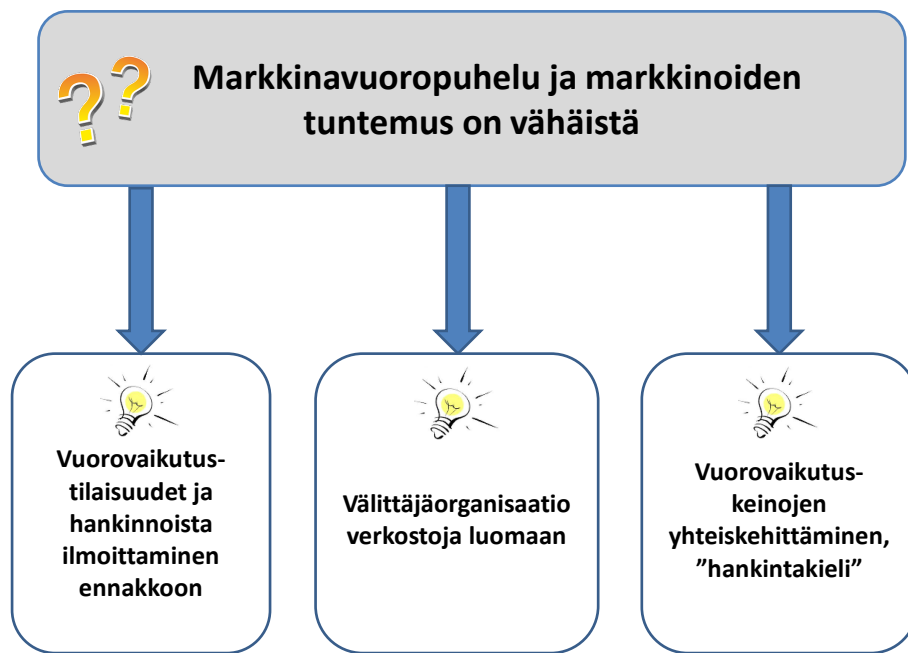 ??
Markkinavuoropuhelu ja markkinoiden
tuntemus on vähäistä
Vuorovaikutus-
tilaisuudet ja
hankinnoista
ilmoittaminen
ennakkoon
Välittäjäorganisaatio
verkostoja luomaan
Vuorovaikutus-
keinojen
yhteiskehittäminen,
”hankintakieli”